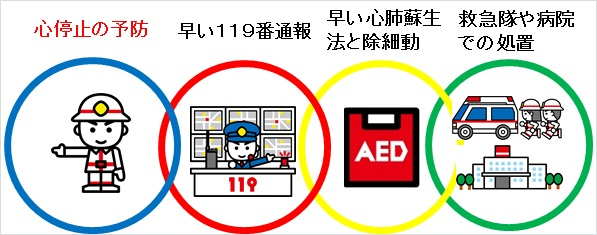 心停止の予防
早い119番通報
早い心肺蘇生
法と除細動
救急隊や病院
での処置
119
AED